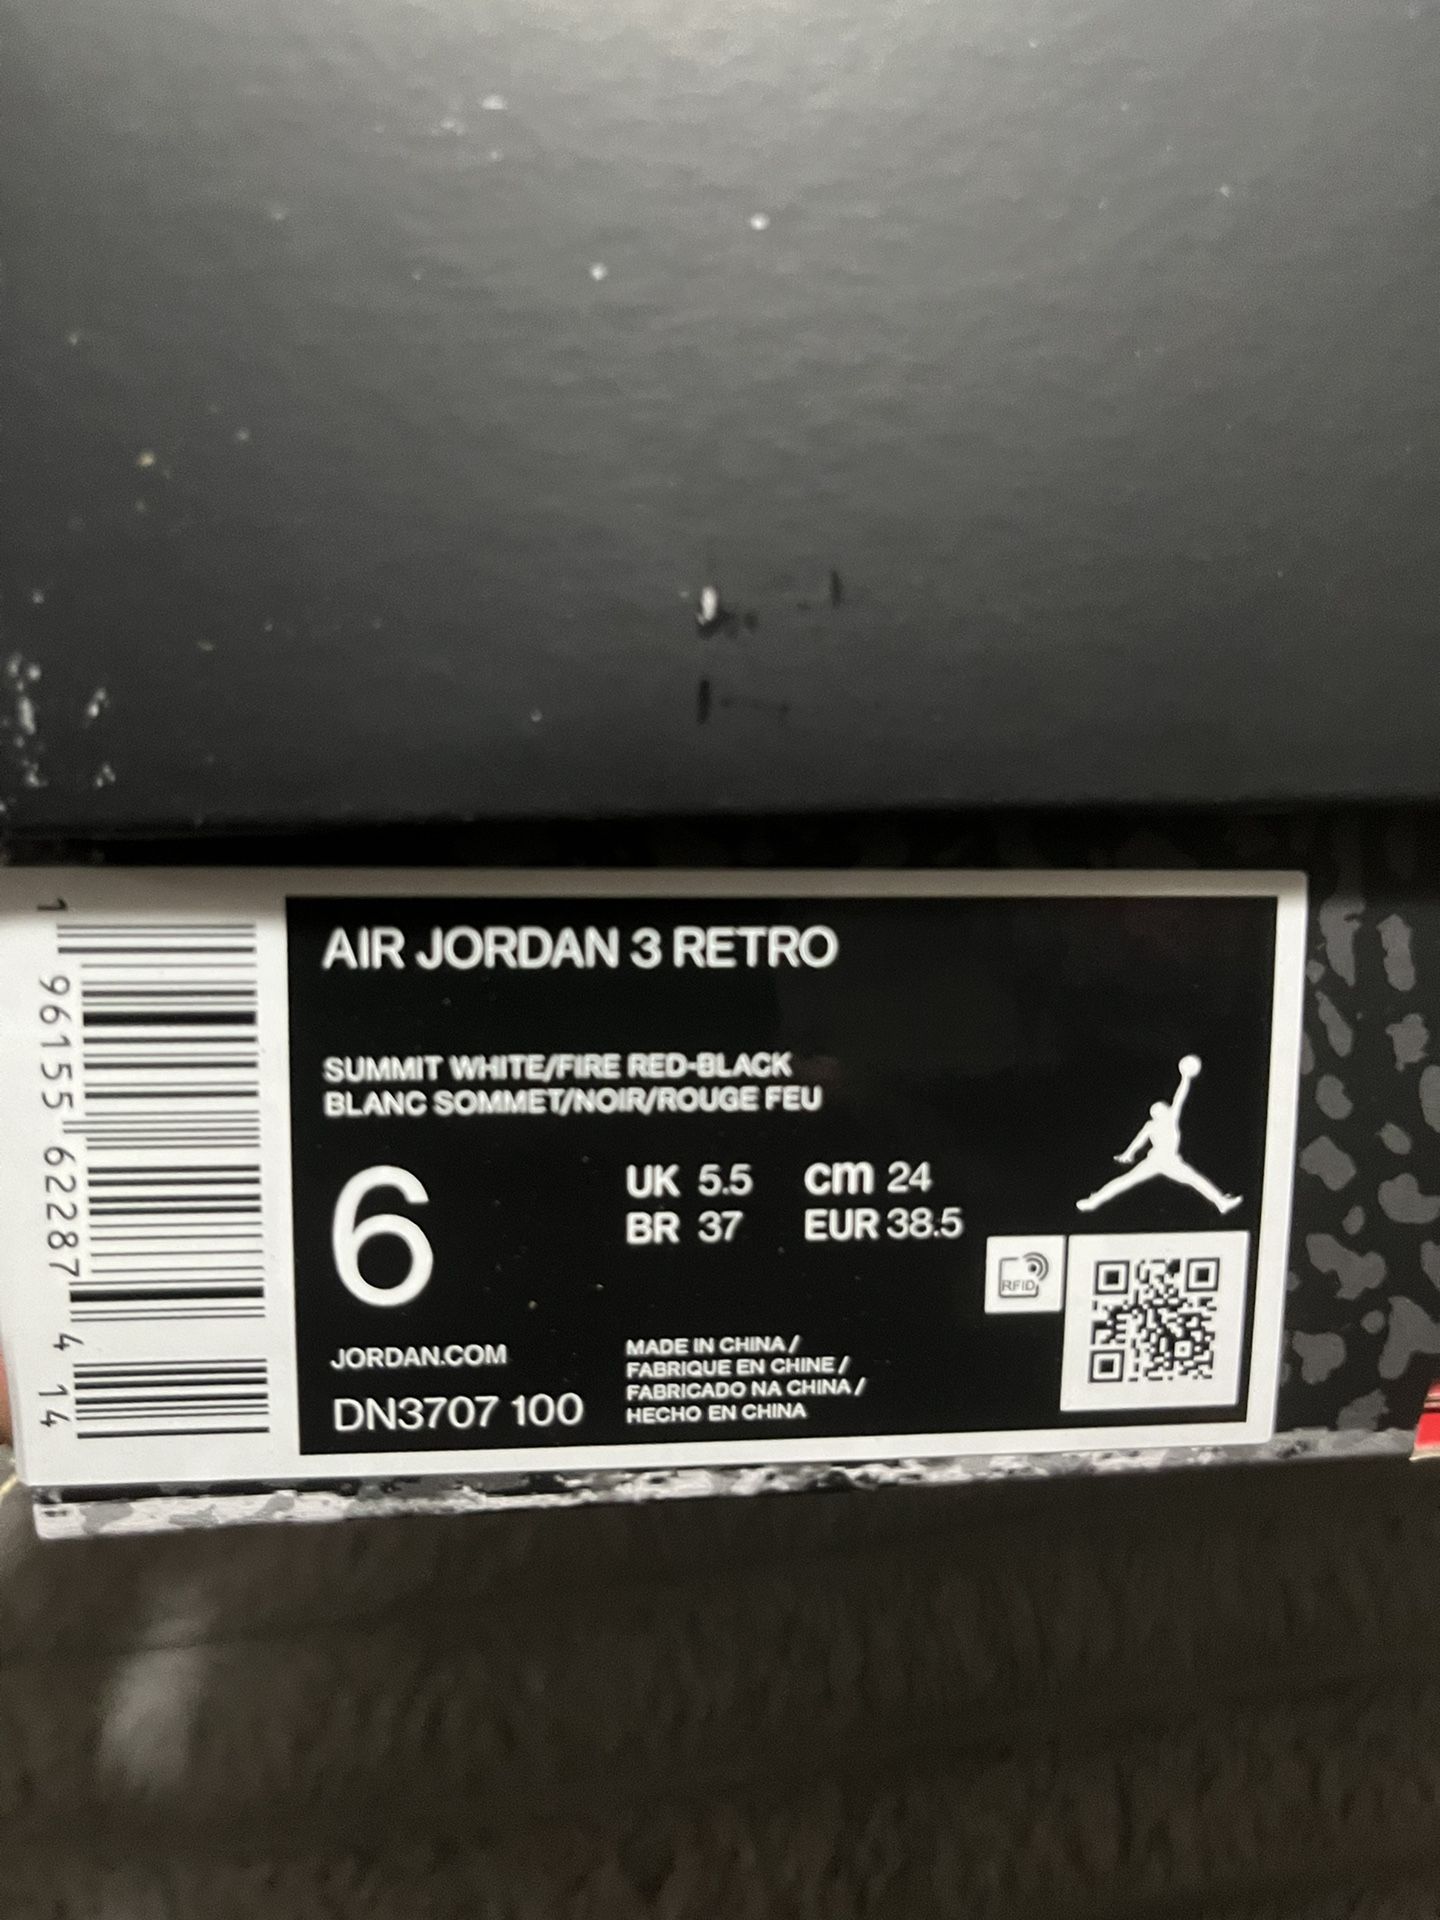 AIR JORDAN 3 RETRO
SUMMIT WHITE/FIRE RED-BLACK
BLANC SOMMET/NOIR/ROUGE FEU
6
UK 5.5 cm 24
BR 37 EUR 38.5
RFID
JORDAN.COM
DN3707 100
MADE IN CHINA /
FABRIQUE EN CHINE /
FABRICADO NA CHINA /
HECHO EN CHINA
1 96155 62287 4 14